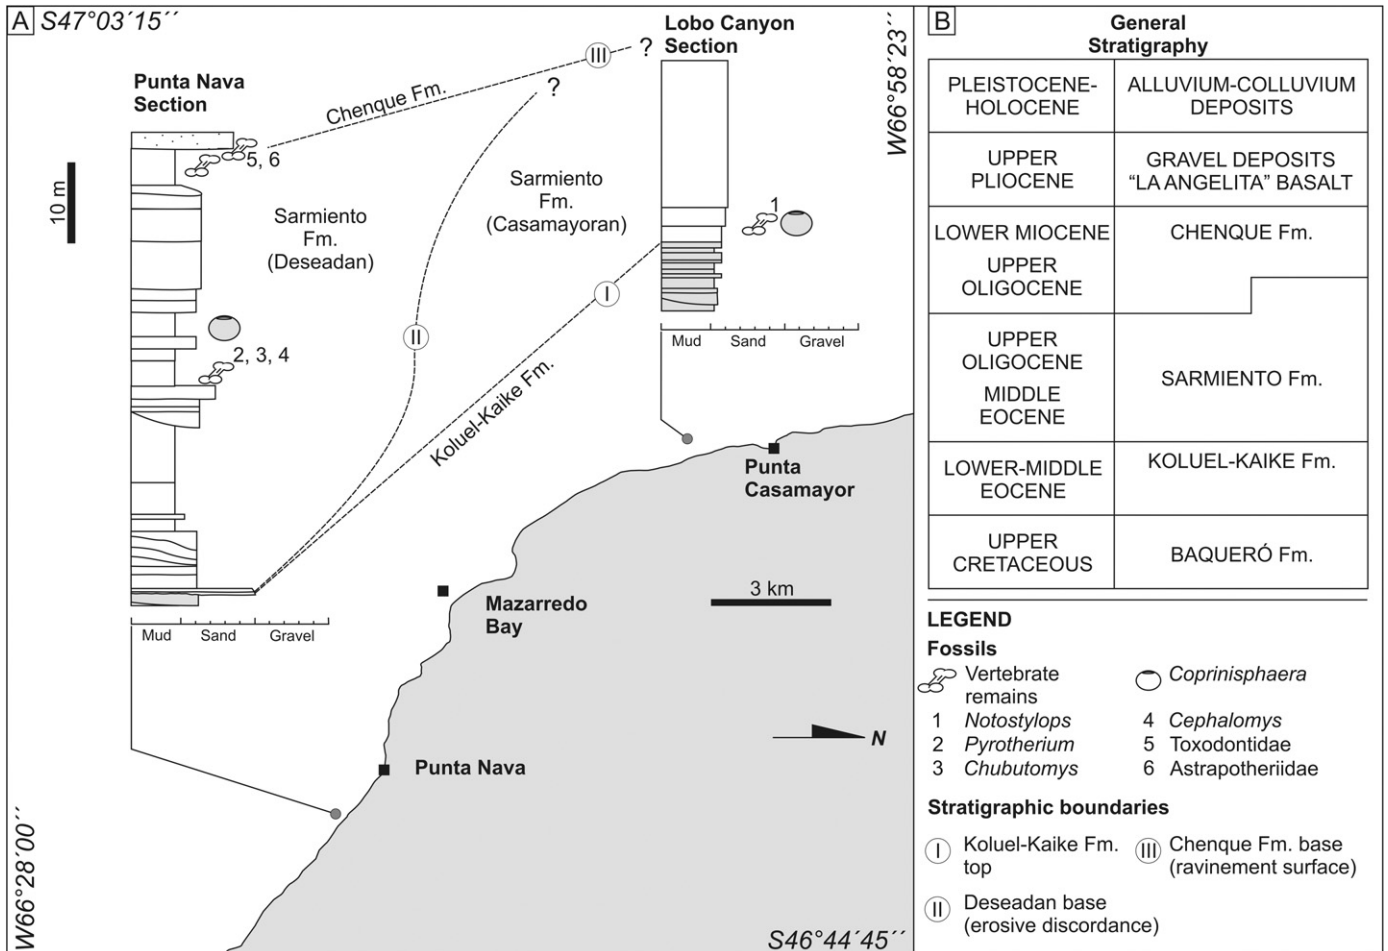 A
S47°03´15´´
Punta Nava
Section
10 m
5, 6
2, 3, 4
Mud Sand Gravel
Chenque Fm.
III
?
?
Sarmiento
Fm.
(Deseadan)
Sarmiento
Fm.
(Casamayoran)
II
I
Koluel-Kaike Fm.
Lobo Canyon
Section
1
Mud Sand Gravel
W66°58´23´´
Punta
Casamayor
Mazarredo
Bay
3 km
Punta Nava
N
W66°28´00´´
S46°44´45´´
B
General
Stratigraphy
PLEISTOCENE-
HOLOCENE
ALLUVIUM-COLLUVIUM
DEPOSITS
UPPER
PLIOCENE
GRAVEL DEPOSITS
“LA ANGELITA” BASALT
LOWER MIOCENE
UPPER
OLIGOCENE
CHENQUE Fm.
UPPER
OLIGOCENE
MIDDLE
EOCENE
SARMIENTO Fm.
LOWER-MIDDLE
EOCENE
KOLUEL-KAIKE Fm.
UPPER
CRETACEOUS
BAQUERÓ Fm.
LEGEND
Fossils
Vertebrate
remains
Coprinisphaera
1 Notostylops
4 Cephalomys
2 Pyrotherium
5 Toxodontidae
3 Chubutomys
6 Astrapotheriidae
Stratigraphic boundaries
I Koluel-Kaike Fm.
top
III Chenque Fm. base
(ravinement surface)
II Deseadan base
(erosive discordance)